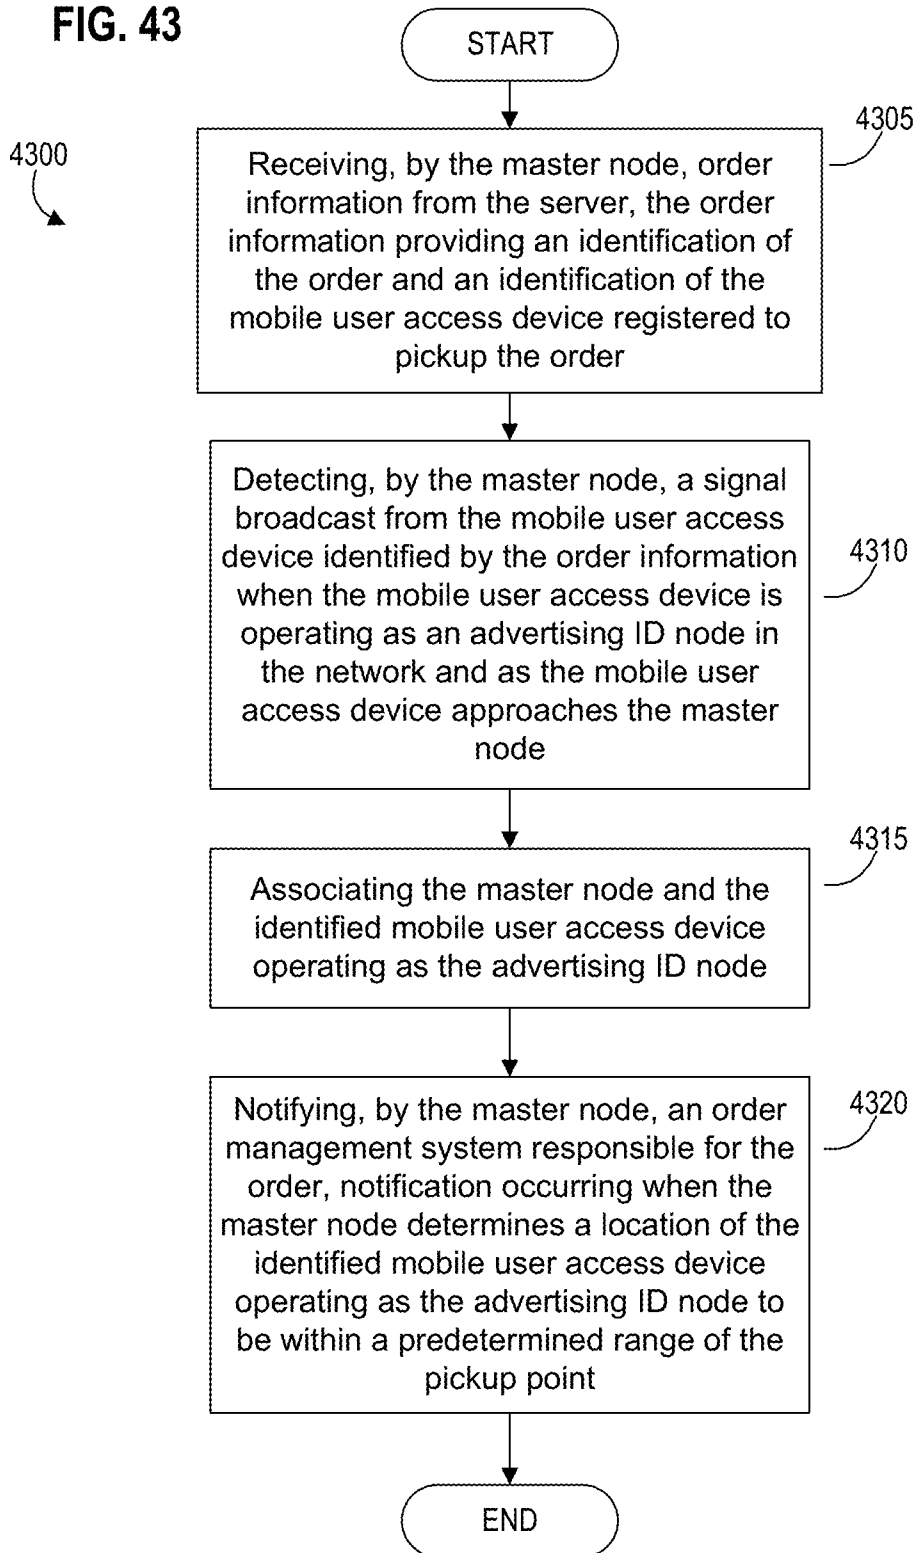 FIG. 43
START
4300
4305
Receiving, by the master node, order
information from the server, the order
information providing an identification of
the order and an identification of the
mobile user access device registered to
pickup the order
Detecting, by the master node, a signal
broadcast from the mobile user access
device identified by the order information
when the mobile user access device is
operating as an advertising ID node in
the network and as the mobile user
access device approaches the master
node
4310
Associating the master node and the
identified mobile user access device
operating as the advertising ID node
4315
Notifying, by the master node, an order
management system responsible for the
order, notification occurring when the
master node determines a location of the
identified mobile user access device
operating as the advertising ID node to
be within a predetermined range of the
pickup point
4320
END